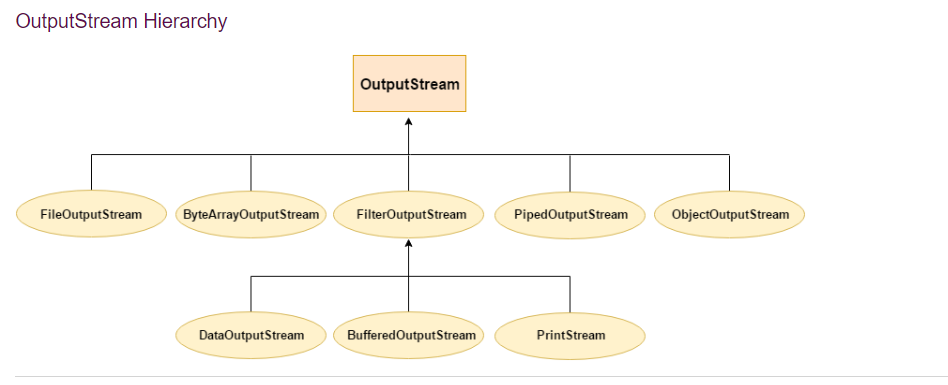 OutputStream Hierarchy
OutputStream
FileOutputStream
ByteArrayOutputStream
FilterOutputStream
PipedOutputStream
ObjectOutputStream
DataOutputStream
BufferedOutputStream
PrintStream